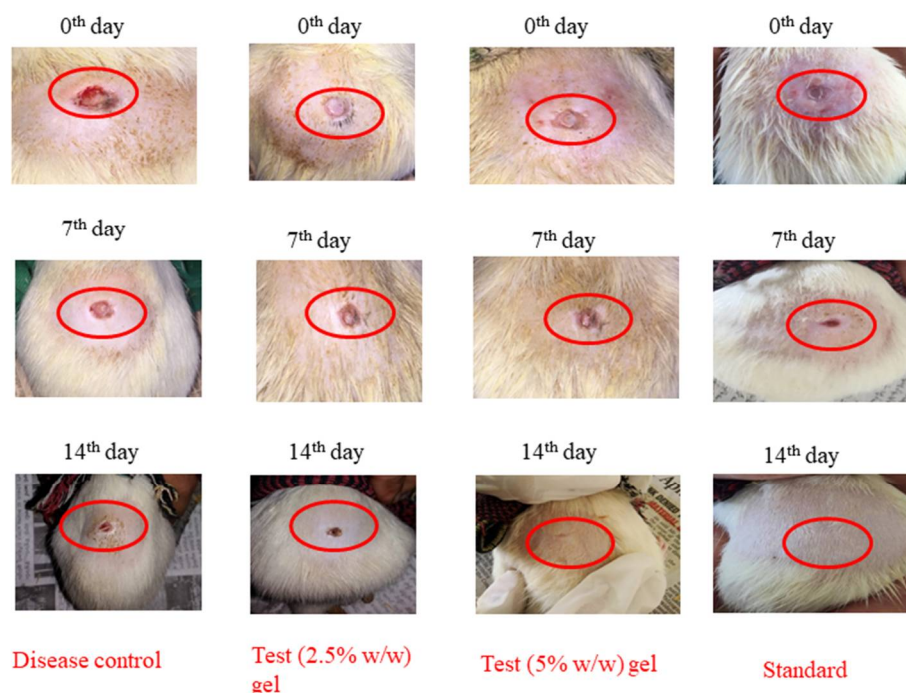 0th day
0th day
0th day
0th day
7th day
7th day
7th day
7th day
14th day
14th day
14th day
14th day
Disease control
Test (2.5% w/w)
gel
Test (5% w/w) gel
Standard